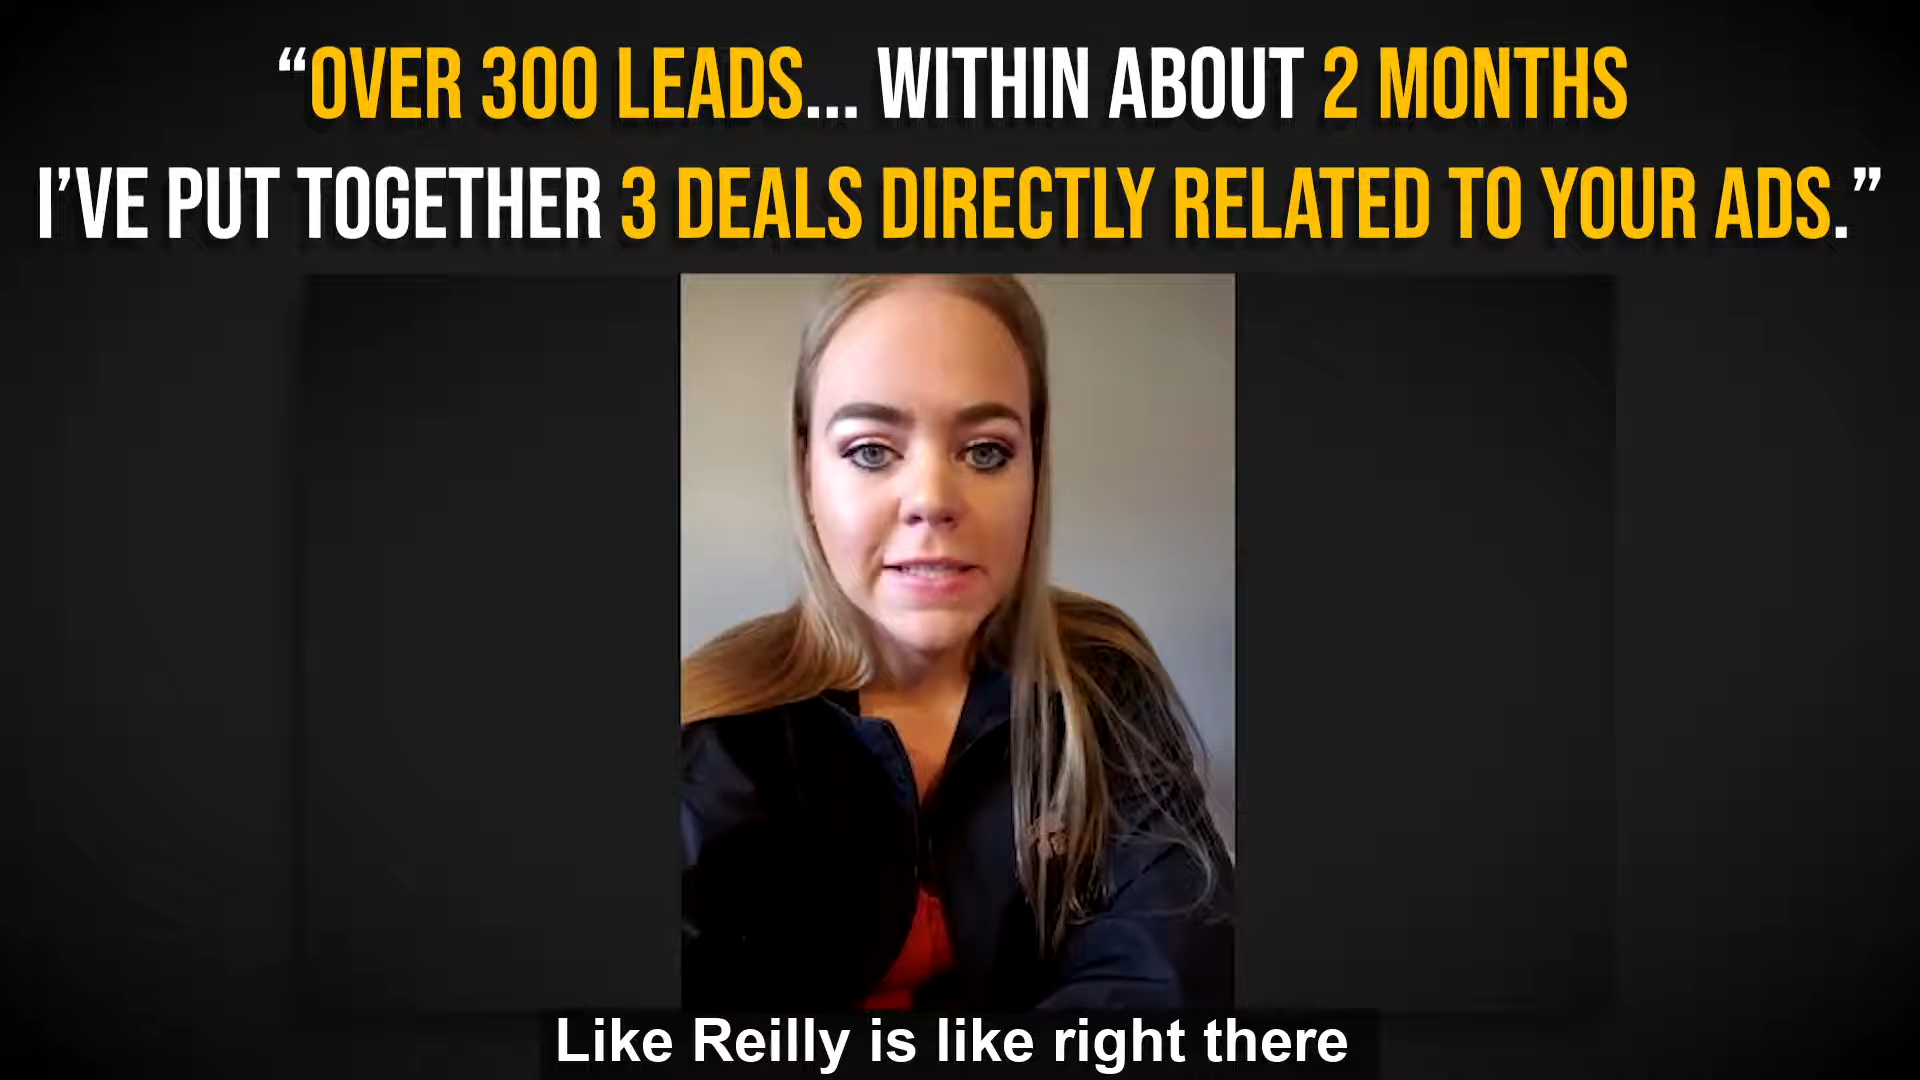 “OVER 300 LEADS... WITHIN ABOUT 2 MONTHS
I’VE PUT TOGETHER 3 DEALS DIRECTLY RELATED TO YOUR ADS.”
Like Reilly is like right there